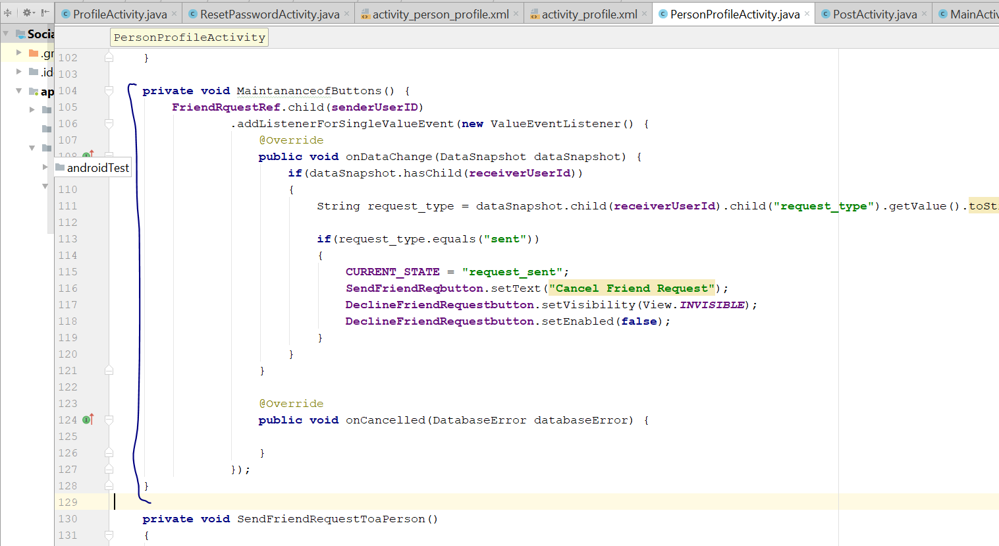 ProfileActivity.java × ResetPasswordActivity.java × activity_person_profile.xml × activity_profile.xml × PersonProfileActivity.java × PostActivity.java × MainActiv
Socia
PersonProfileActivity
.gr
102 }
.id
103
ap
104 private void MaintananceofButtons() {
105 FriendRquestRef.child(senderUserID)
106 .addListenerForSingleValueEvent(new ValueEventListener() {
107 @Override
108 public void onDataChange(DataSnapshot dataSnapshot) {
androidTest
if(dataSnapshot.hasChild(receiverUserId))
110 {
111 String request_type = dataSnapshot.child(receiverUserId).child("request_type").getValue().toSt
112
113 if(request_type.equals("sent"))
114 {
115 CURRENT_STATE = "request_sent";
116 SendFriendReqbutton.setText("Cancel Friend Request");
117 DeclineFriendRequestbutton.setVisibility(View.INVISIBLE);
118 DeclineFriendRequestbutton.setEnabled(false);
119 }
120 }
121 }
122
123 @Override
124 public void onCancelled(DatabaseError databaseError) {
125
126 }
127 });
128 }
129
130 private void SendFriendRequestToaPerson()
131 {